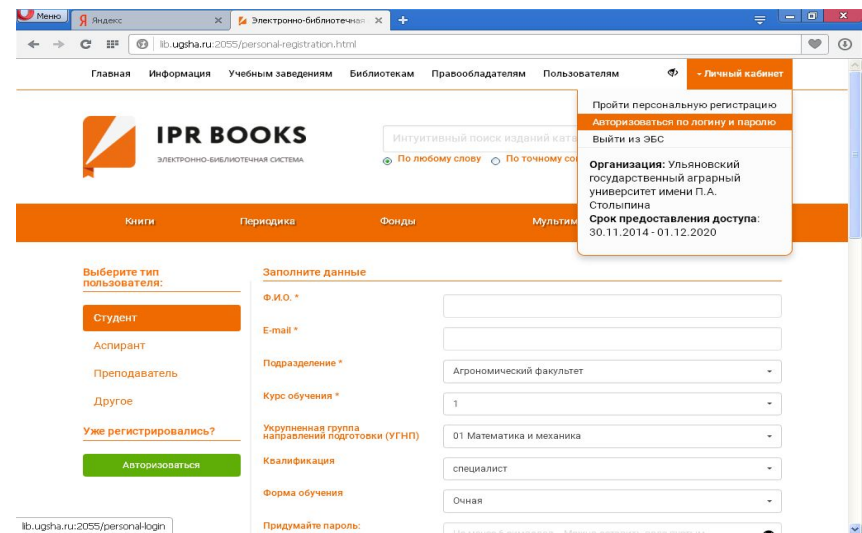 Меню
Яндекс
Электронно-библиотечная
lib.ugsha.ru:2055/personal-registration.html
Главная Информация Учебным заведениям Библиотекам Правообладателям Пользователям Личный кабинет
Пройти персональную регистрацию
Авторизоваться по логину и паролю
Выйти из ЭБС
Организация: Ульяновский
государственный аграрный
университет имени П.А.
Столыпина
Срок предоставления доступа:
30.11.2014 - 01.12.2020
IPR BOOKS
ЭЛЕКТРОННО-БИБЛИОТЕЧНАЯ СИСТЕМА
Интуитивный поиск изданий ката
По любому слову По точному со
Книги Периодика Фонды Мультим
Выберите тип
пользователя:
Студент
Аспирант
Преподаватель
Другое
Уже регистрировались?
Авторизоваться
Заполните данные
Ф.И.О. *
E-mail *
Подразделение * Агрономический факультет
Курс обучения * 1
Укрупненная группа
направлений подготовки (УГНП) 01 Математика и механика
Квалификация специалист
Форма обучения Очная
Придумайте пароль:
lib.ugsha.ru:2055/personal-login